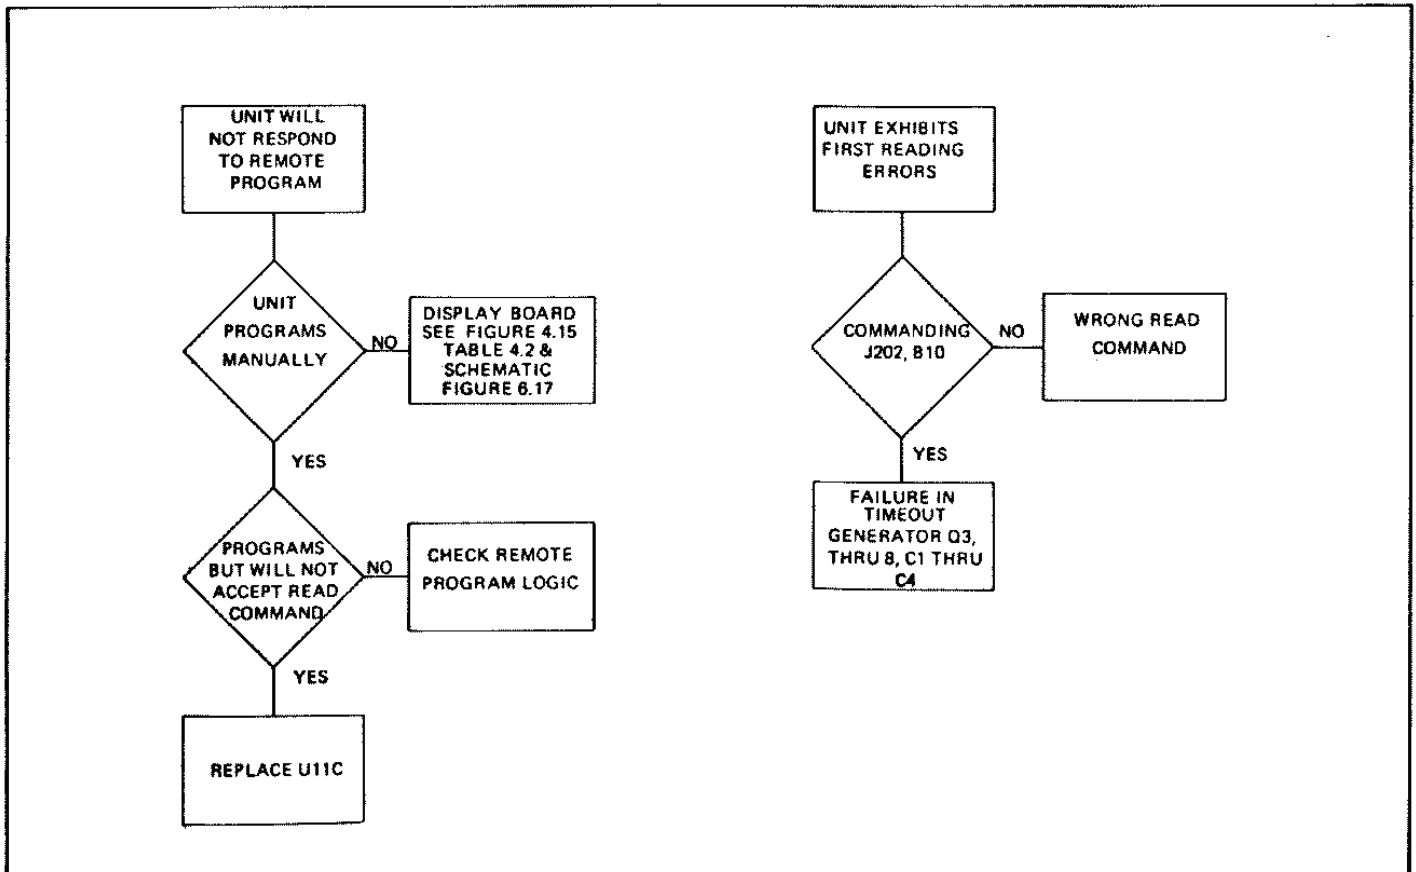 UNIT WILL
NOT RESPOND
TO REMOTE
PROGRAM
UNIT
PROGRAMS
MANUALLY
NO
DISPLAY BOARD
SEE FIGURE 4.15
TABLE 4.2 &
SCHEMATIC
FIGURE 6.17
YES
PROGRAMS
BUT WILL NOT
ACCEPT READ
COMMAND
NO
CHECK REMOTE
PROGRAM LOGIC
YES
REPLACE U11C
UNIT EXHIBITS
FIRST READING
ERRORS
COMMANDING
J202, B10
NO
WRONG READ
COMMAND
YES
FAILURE IN
TIMEOUT
GENERATOR Q3,
THRU 8, C1 THRU
C4